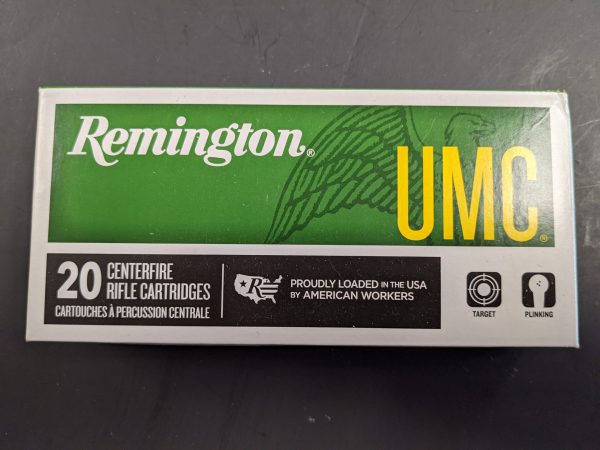 Remington®
UMC®
20 CENTERFIRE
RIFLE CARTRIDGES
CARTOUCHES À PERCUSSION CENTRALE
R
PROUDLY LOADED IN THE USA
BY AMERICAN WORKERS
TARGET
PLINKING